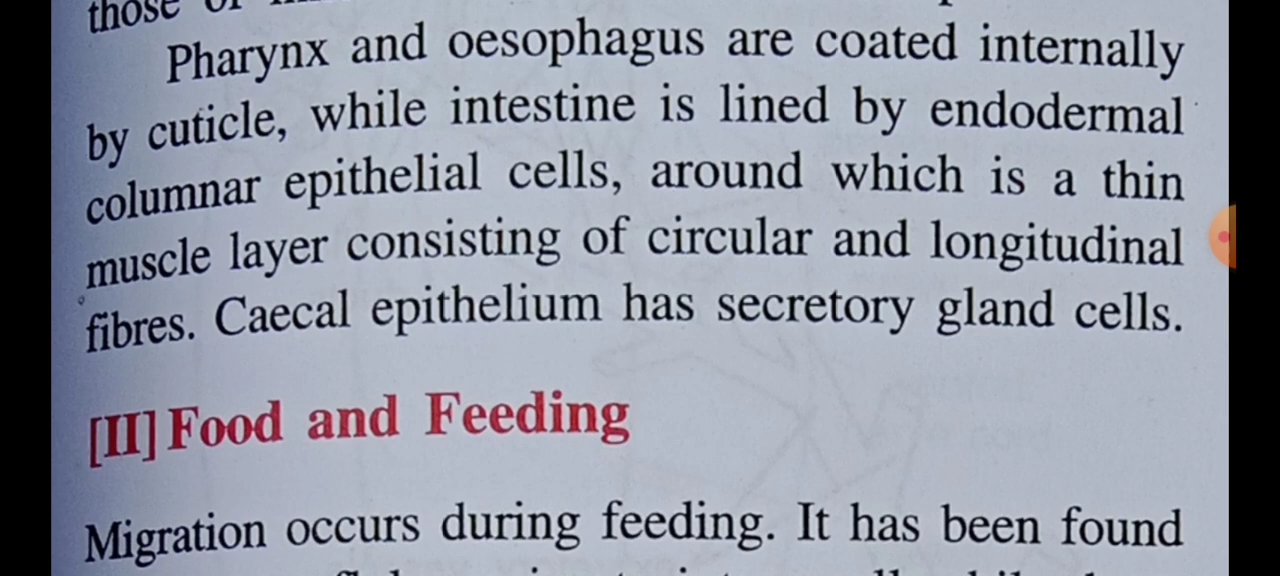 those
Pharynx and oesophagus are coated internally
by cuticle, while intestine is lined by endodermal
columnar epithelial cells, around which is a thin
muscle layer consisting of circular and longitudinal
fibres. Caecal epithelium has secretory gland cells.
[II] Food and Feeding
Migration occurs during feeding. It has been found